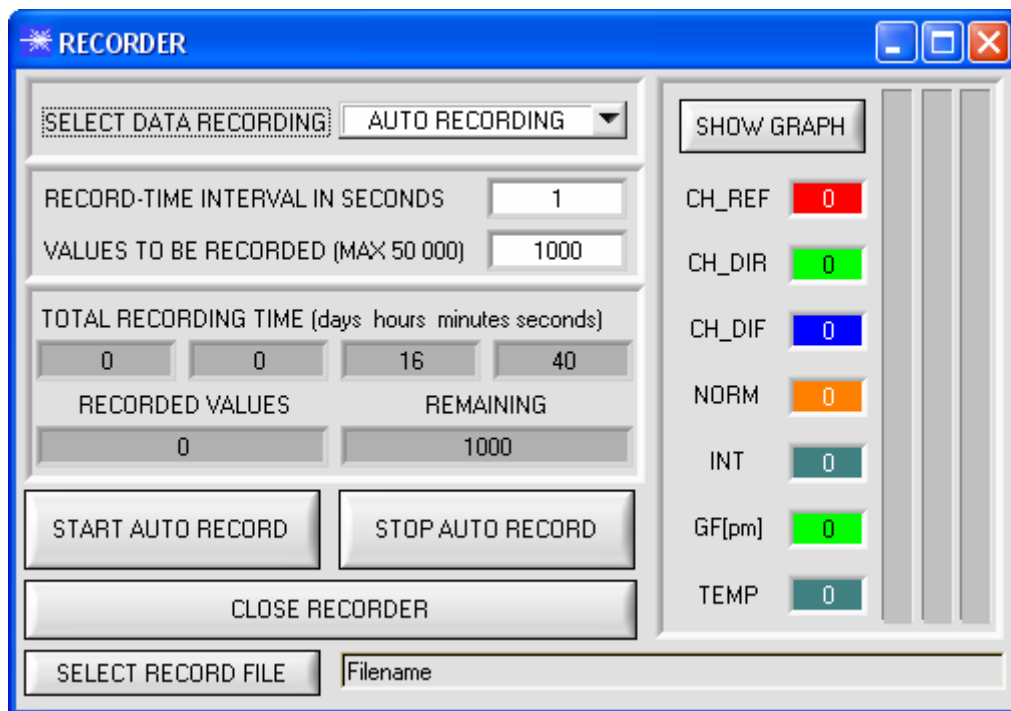 RECORDER
SELECT DATA RECORDING AUTO RECORDING
RECORD-TIME INTERVAL IN SECONDS 1
VALUES TO BE RECORDED (MAX 50 000) 1000
TOTAL RECORDING TIME (days hours minutes seconds)
0 0 16 40
RECORDED VALUES REMAINING
0 1000
START AUTO RECORD STOP AUTO RECORD
CLOSE RECORDER
SELECT RECORD FILE Filename
SHOW GRAPH
CH_REF 0
CH_DIR 0
CH_DIF 0
NORM 0
INT 0
GF[pm] 0
TEMP 0